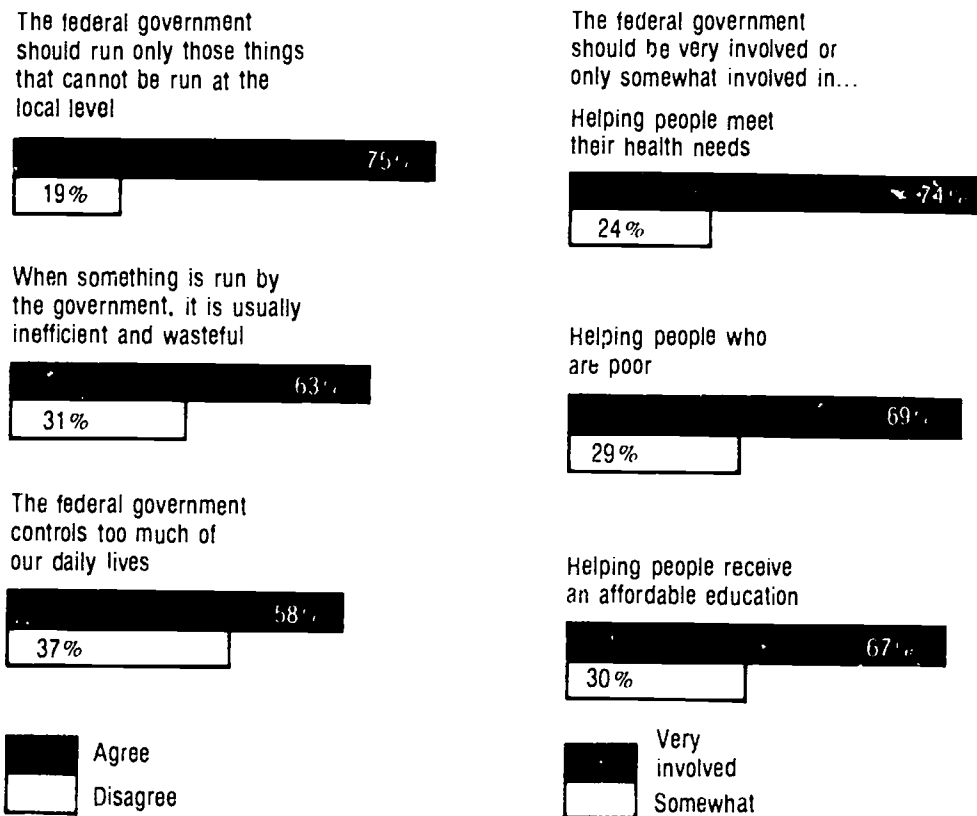 The federal government
should run only those things
that cannot be run at the
local level
75%
19%
When something is run by
the government, it is usually
inefficient and wasteful
63%
31%
The federal government
controls too much of
our daily lives
58%
37%
Agree
Disagree
The federal government
should be very involved or
only somewhat involved in...
Helping people meet
their health needs
74%
24%
Helping people who
are poor
69%
29%
Helping people receive
an affordable education
67%
30%
Very
involved
Somewhat